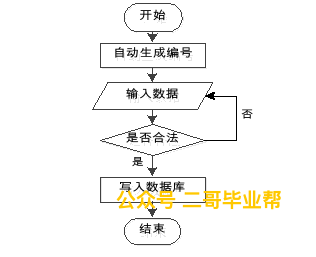 开始
自动生成编号
输入数据
否
是否合法
是
写入数据库
公众号 二哥毕业帮
结束